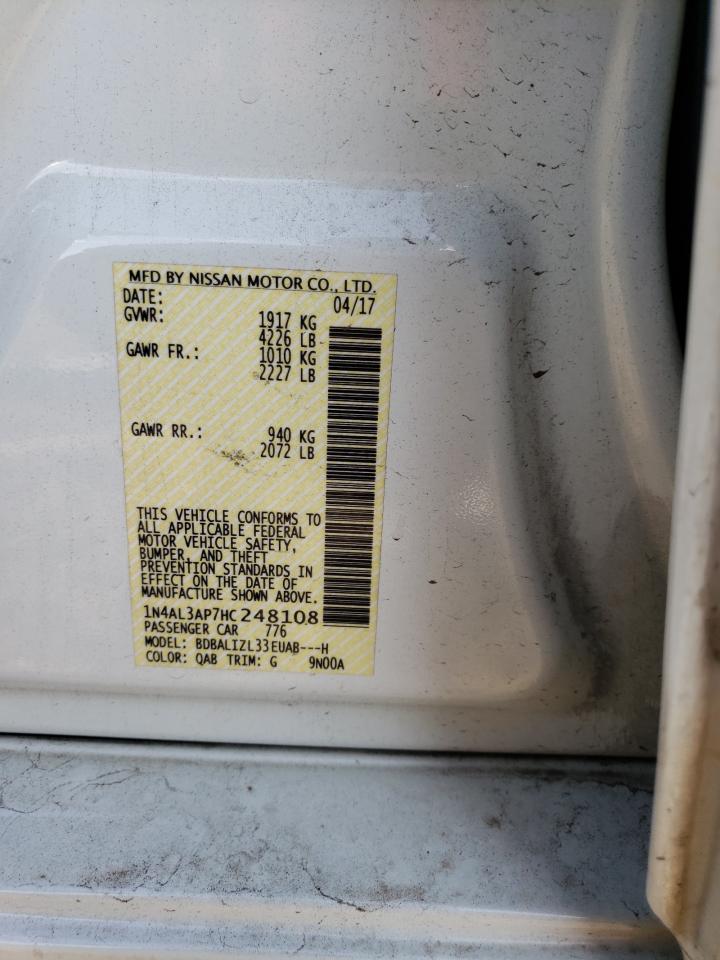 MFD BY NISSAN MOTOR CO., LTD.
DATE: 04/17
GVWR: 1917 KG
4226 LB
GAWR FR.: 1010 KG
2227 LB
GAWR RR.: 940 KG
2072 LB
THIS VEHICLE CONFORMS TO
ALL APPLICABLE FEDERAL
MOTOR VEHICLE SAFETY,
BUMPER, AND THEFT
PREVENTION STANDARDS IN
EFFECT ON THE DATE OF
MANUFACTURE SHOWN ABOVE.
1N4AL3AP7HC248108
PASSENGER CAR 776
MODEL: BDBALIZL33EUAB---H
COLOR: QAB TRIM: G 9N00A